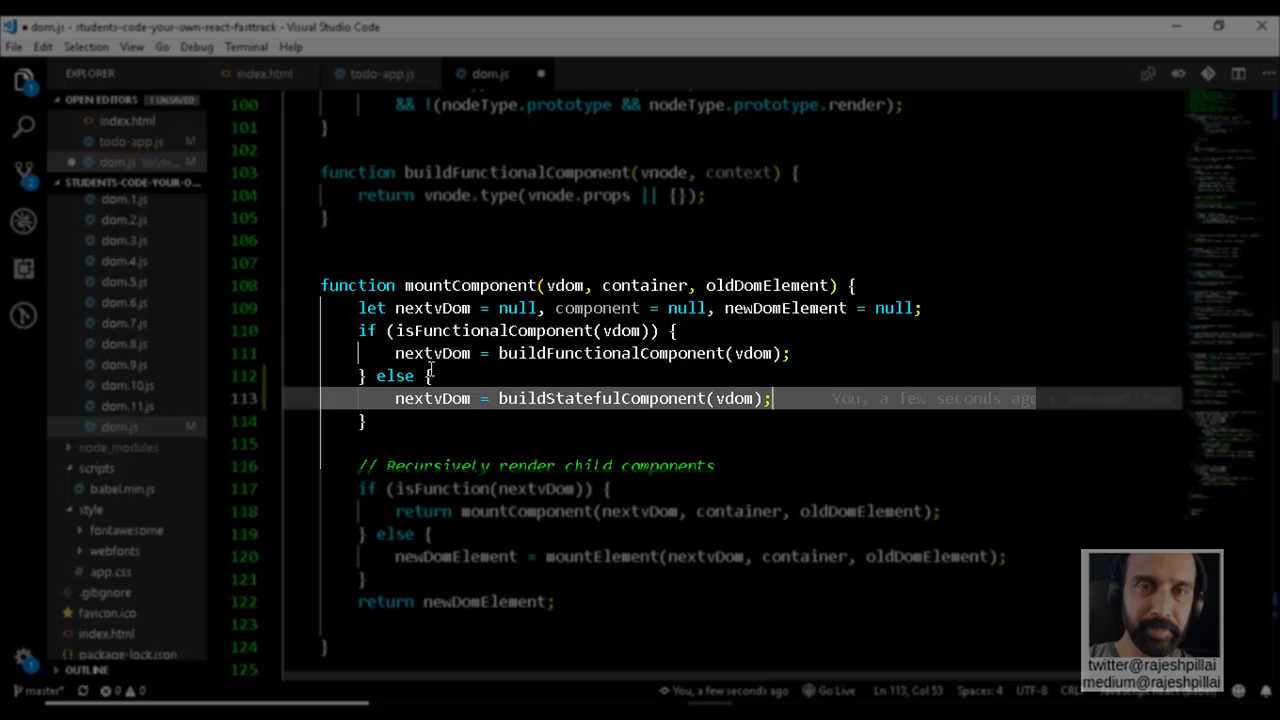 dom.js - students-code-your-own-react-fasttrack - Visual Studio Code
File Edit Selection View Go Debug Terminal Help
EXPLORER
index.html
todo-app.js
dom.js
OPEN EDITORS 1 UNSAVED
index.html
todo-app.js M
dom.js M
STUDENTS-CODE-YOUR-O...
dom.1.js
dom.2.js
dom.3.js
dom.4.js
dom.5.js
dom.6.js
dom.7.js
dom.8.js
dom.9.js
dom.10.js
dom.11.js
dom.js M
node_modules
scripts
babel.min.js
style
fontawesome
webfonts
app.css
.gitignore
favicon.ico
index.html
package-lock.json
OUTLINE
100 && !(nodeType.prototype && nodeType.prototype.render);
101 }
102
103 function buildFunctionalComponent(vnode, context) {
104 return vnode.type(vnode.props || {});
105 }
106
107
108 function mountComponent(vdom, container, oldDomElement) {
109 let nextvDom = null, component = null, newDomElement = null;
110 if (isFunctionalComponent(vdom)) {
111 nextvDom = buildFunctionalComponent(vdom);
112 } else {
113 nextvDom = buildStatefulComponent(vdom); You, a few seconds ago
114 }
115
116 // Recursively render child components
117 if (isFunction(nextvDom)) {
118 return mountComponent(nextvDom, container, oldDomElement);
119 } else {
120 newDomElement = mountElement(nextvDom, container, oldDomElement);
121 }
122 return newDomElement;
123
124 }
125
twitter@rajeshpillai
medium@rajeshpillai
master* 0 0 You, a few seconds ago Go Live Ln 113, Col 53 Spaces: 4 UTF-8